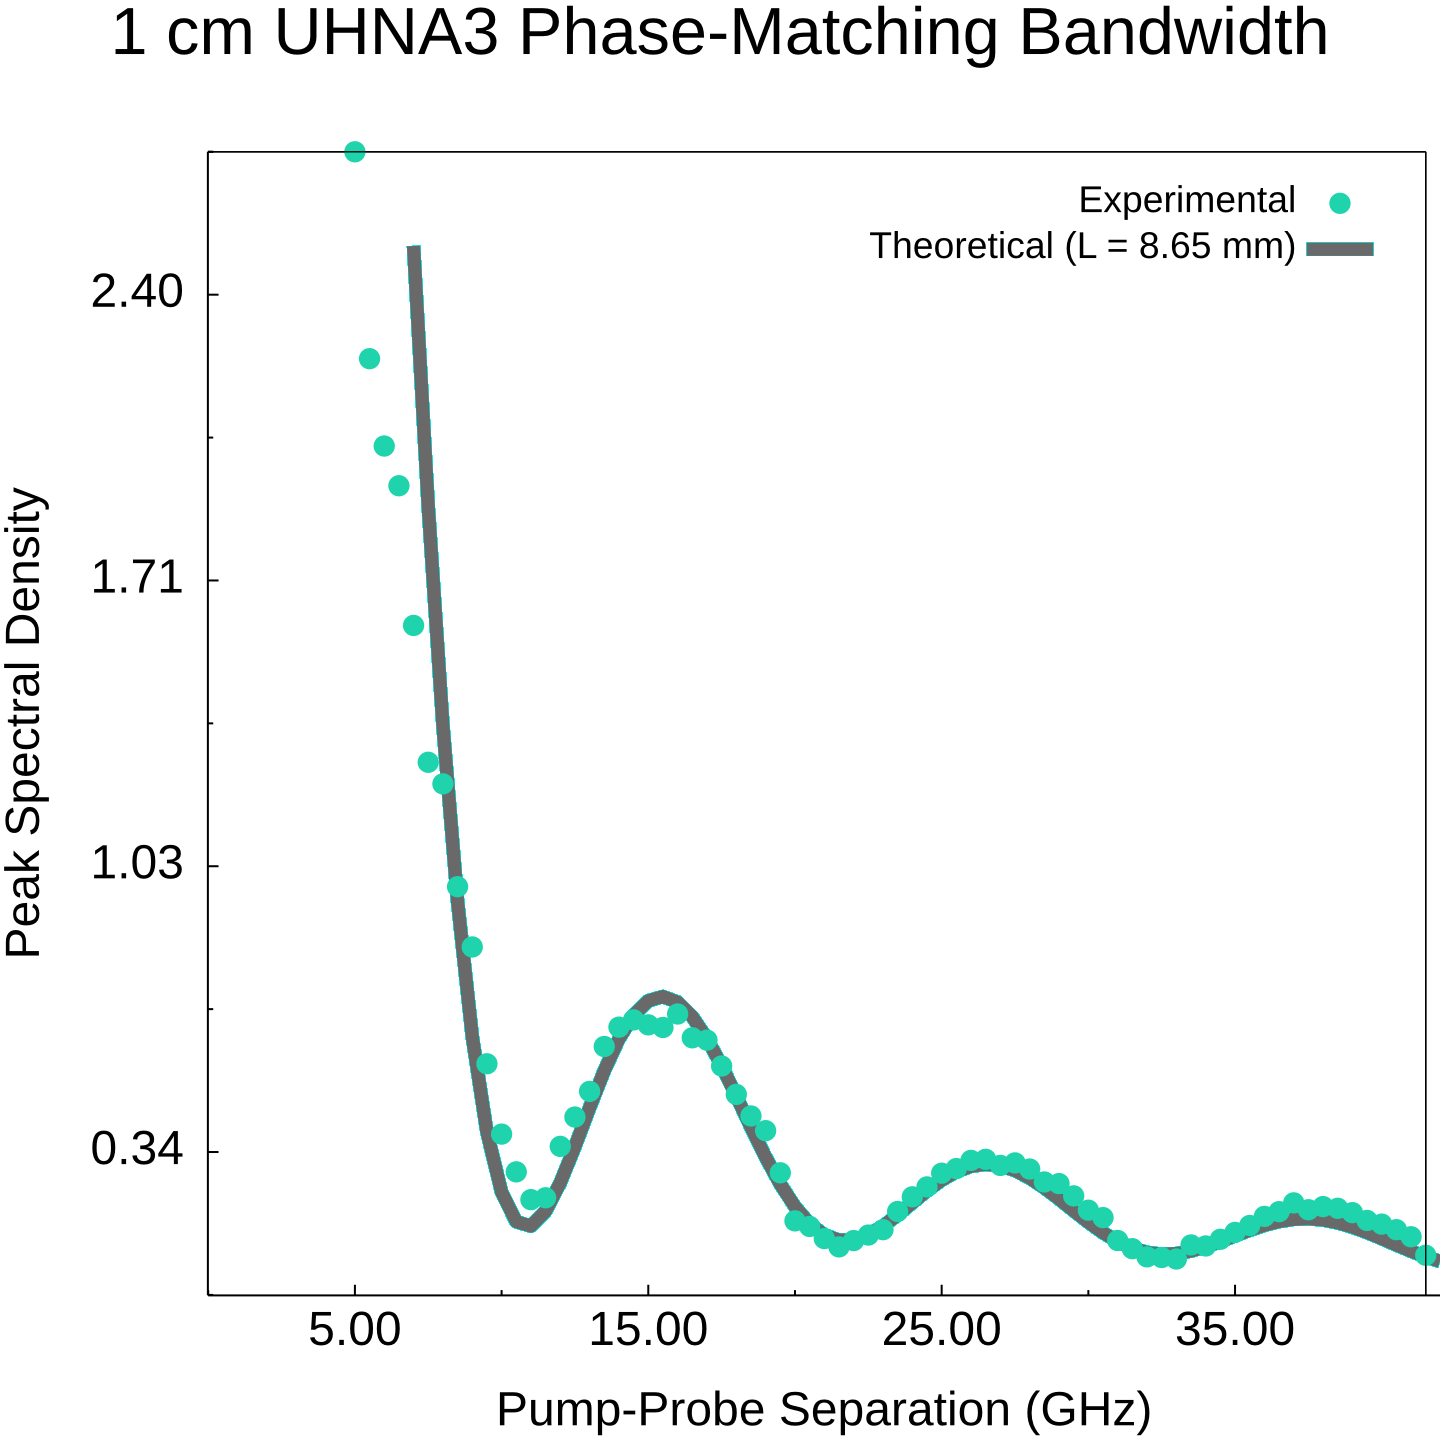 1 cm UHNA3 Phase-Matching Bandwidth
Experimental
Theoretical (L = 8.65 mm)
Peak Spectral Density
2.40
1.71
1.03
0.34
5.00 15.00 25.00 35.00
Pump-Probe Separation (GHz)